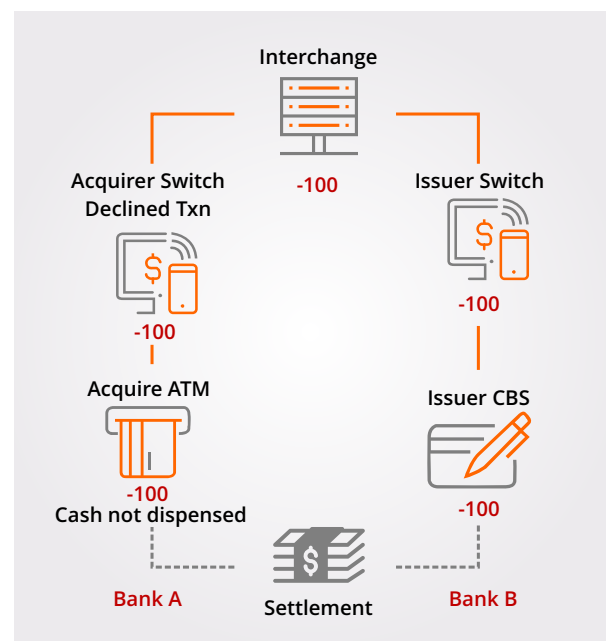 Interchange
-100
Acquirer Switch
Declined Txn
$
-100
Issuer Switch
$
-100
Acquire ATM
-100
Cash not dispensed
Issuer CBS
-100
$
Bank A
Settlement
Bank B